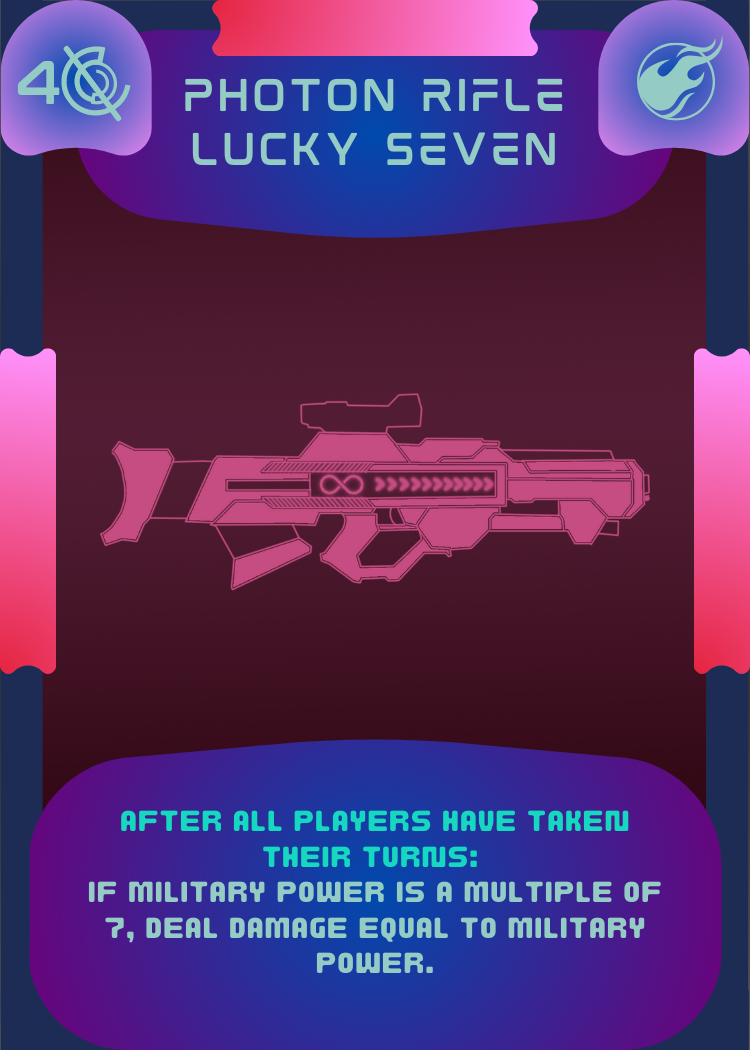 4
PHOTON RIFLE
LUCKY SEVEN
AFTER ALL PLAYERS HAVE TAKEN
THEIR TURNS:
IF MILITARY POWER IS A MULTIPLE OF
7, DEAL DAMAGE EQUAL TO MILITARY
POWER.